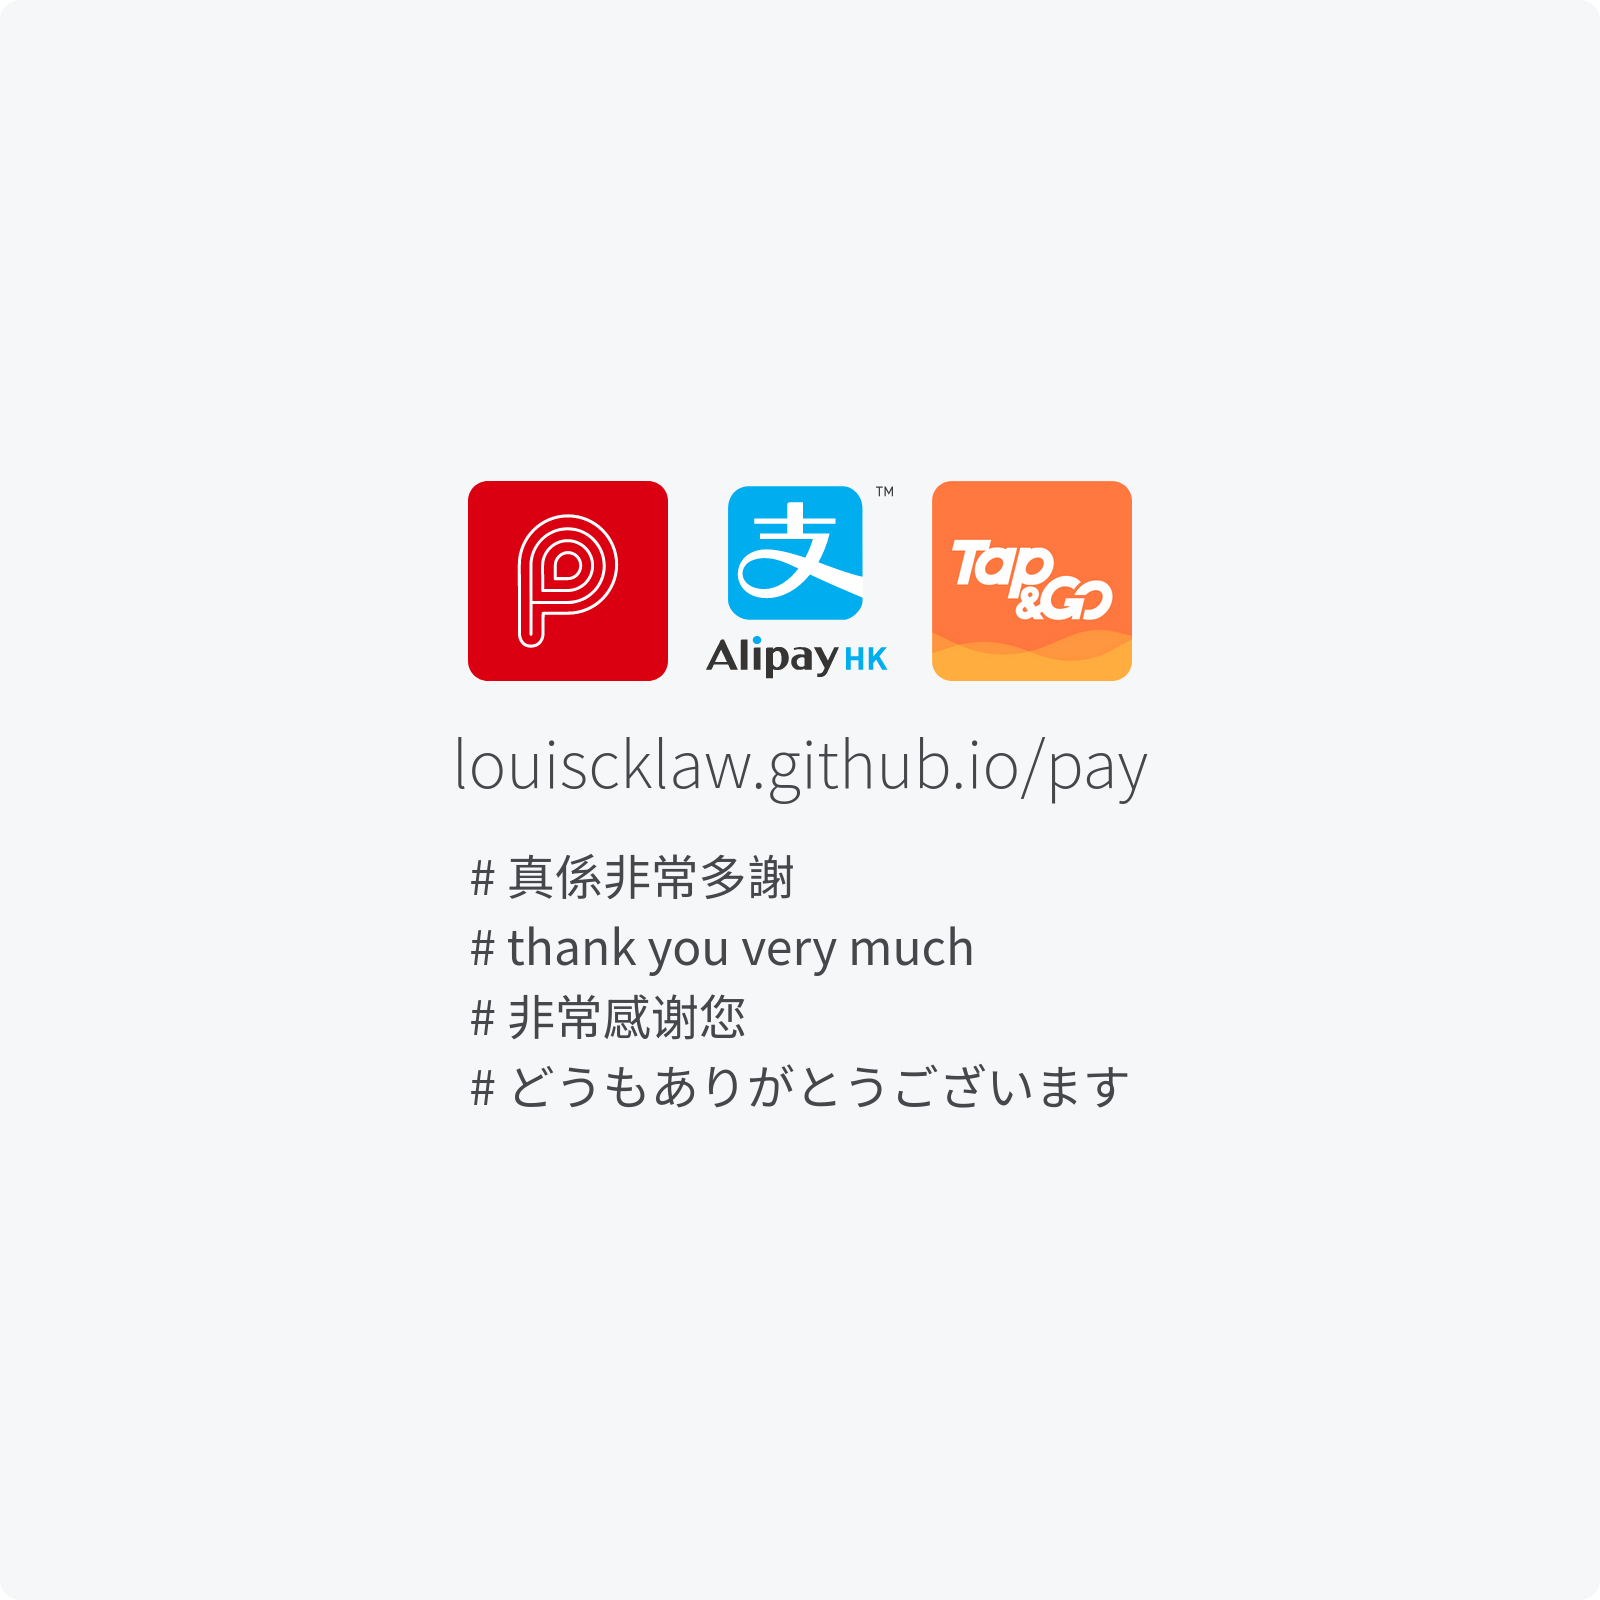 支
TM
Alipay HK
Tap
&GO
louiscklaw.github.io/pay
# 真係非常多謝
# thank you very much
# 非常感谢您
# どうもありがとうございます